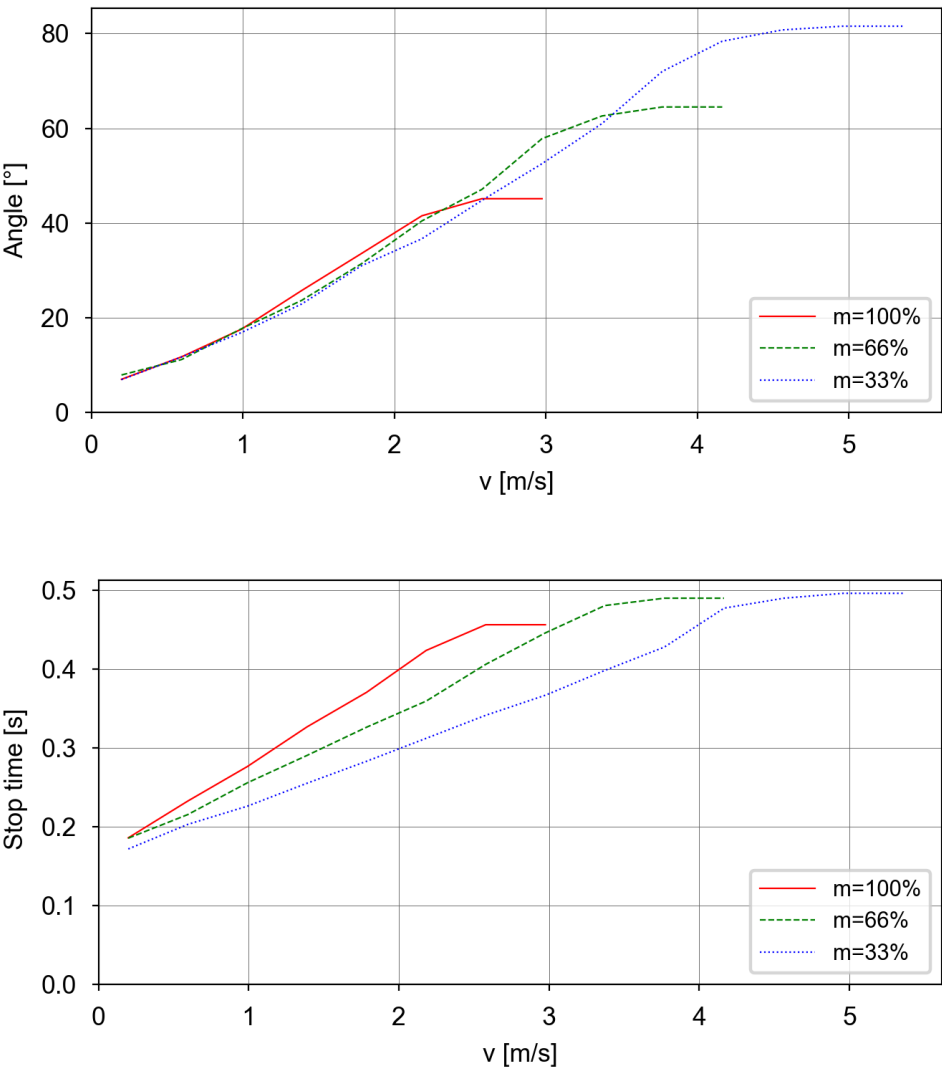 80
60
40
20
0
Angle [°]
0 1 2 3 4 5
v [m/s]
m=100%
m=66%
m=33%
0.5
0.4
0.3
0.2
0.1
0.0
Stop time [s]
0 1 2 3 4 5
v [m/s]
m=100%
m=66%
m=33%